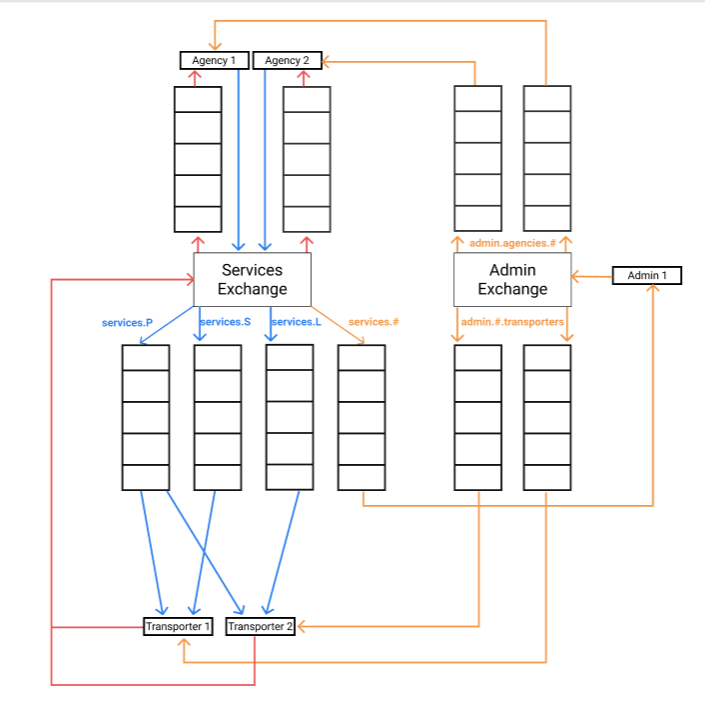 Agency 1
Agency 2
admin.agencies.#
Services
Exchange
Admin
Exchange
Admin 1
services.P
services.S
services.L
services.#
admin.#.transporters
Transporter 1
Transporter 2